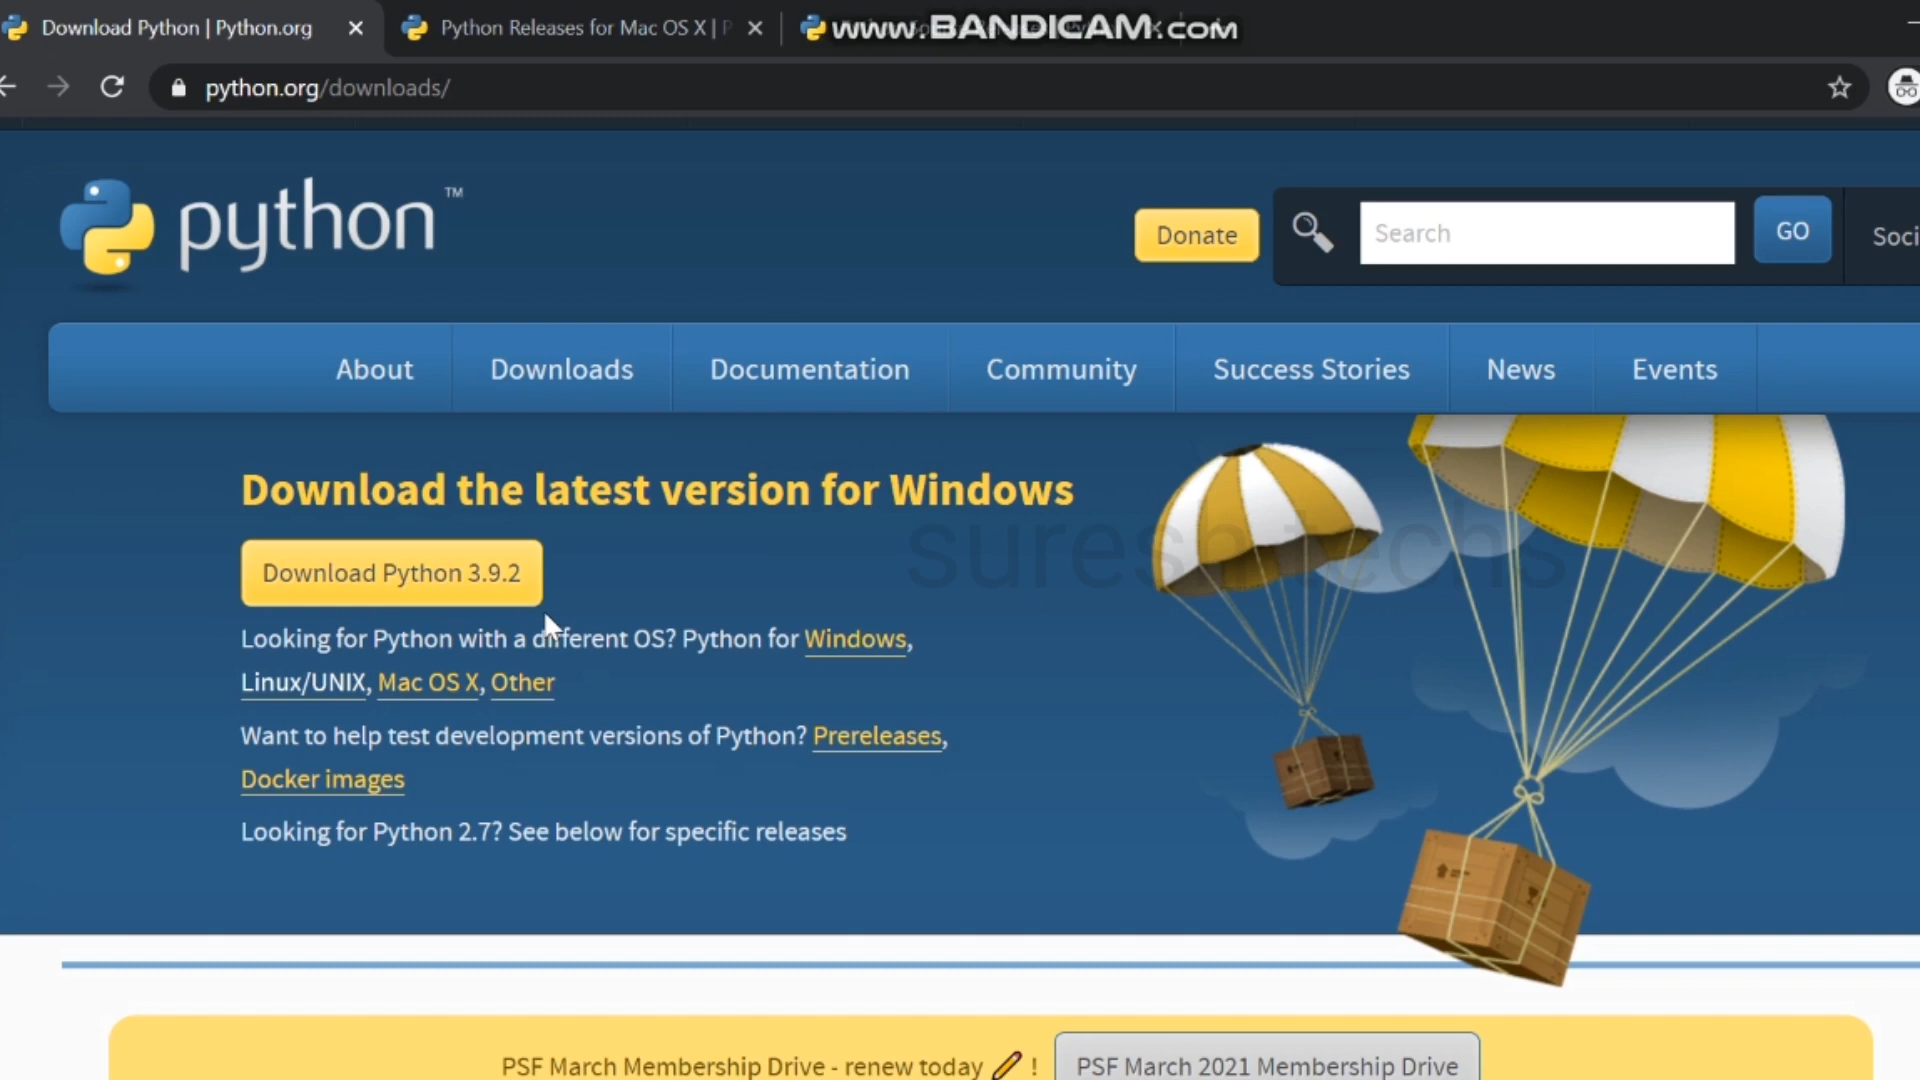 Download Python | Python.org
Python Releases for Mac OS X | P
www.BANDICAM.com
python.org/downloads/
python™
Donate
Search
GO
Soci
About
Downloads
Documentation
Community
Success Stories
News
Events
Download the latest version for Windows
suresh techs
Download Python 3.9.2
Looking for Python with a different OS? Python for Windows,
Linux/UNIX, Mac OS X, Other
Want to help test development versions of Python? Prereleases,
Docker images
Looking for Python 2.7? See below for specific releases
PSF March Membership Drive - renew today !
PSF March 2021 Membership Drive